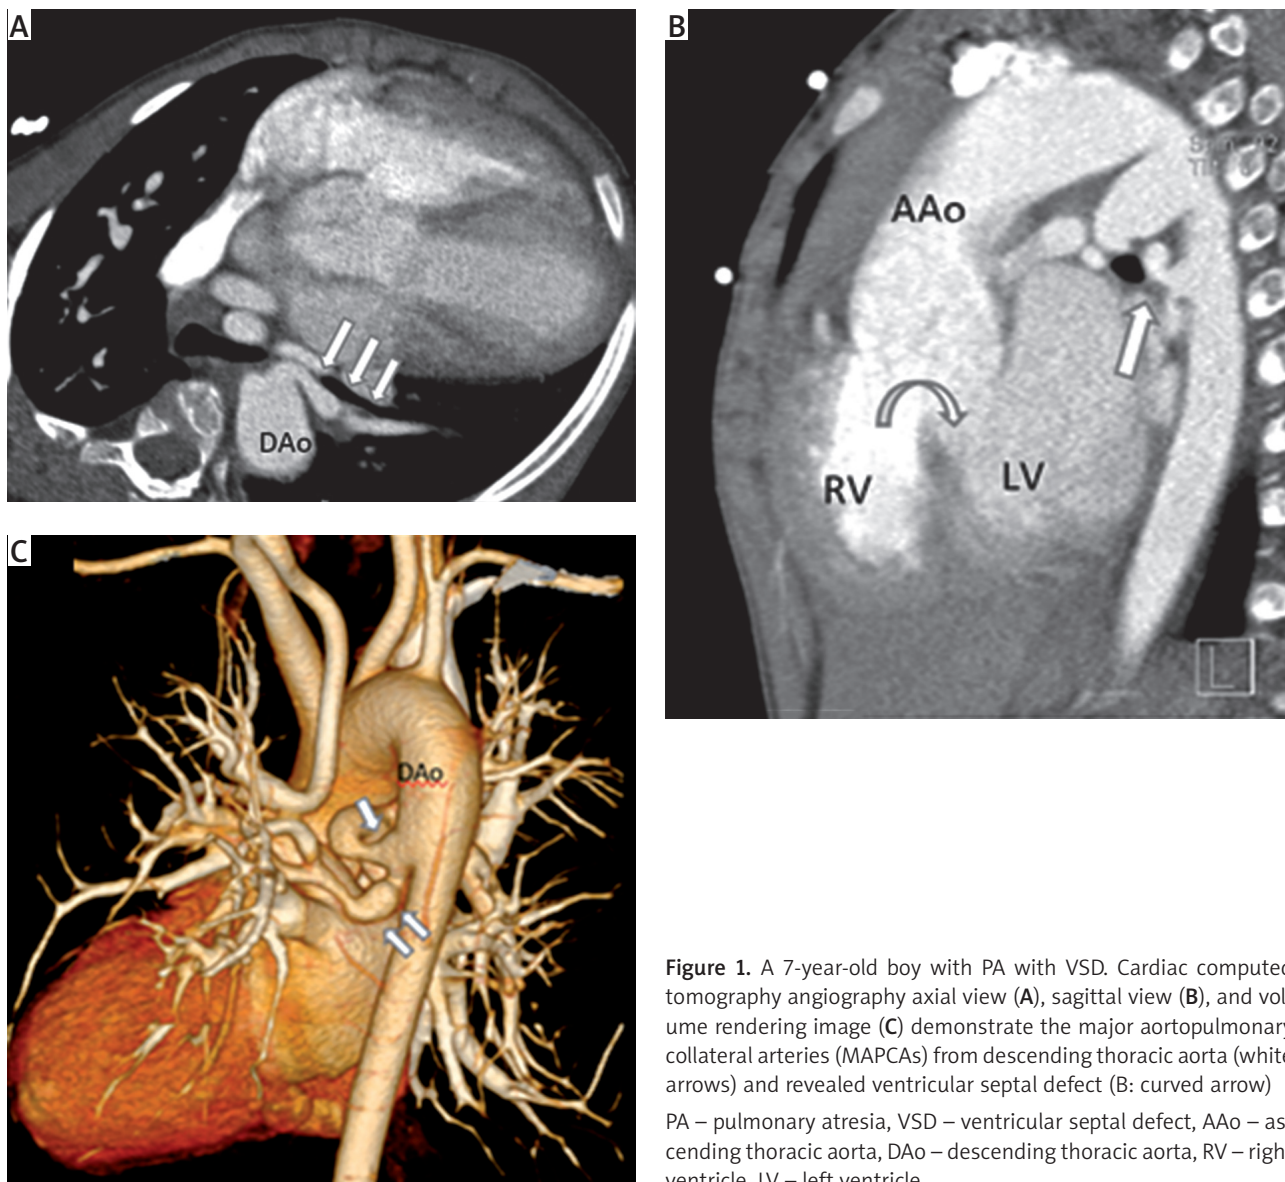 A
DAo
B
AAo
RV
LV
L
C
DAo
Figure 1. A 7-year-old boy with PA with VSD. Cardiac computed
tomography angiography axial view (A), sagittal view (B), and vol
ume rendering image (C) demonstrate the major aortopulmonary
collateral arteries (MAPCAs) from descending thoracic aorta (white
arrows) and revealed ventricular septal defect (B: curved arrow)
PA – pulmonary atresia, VSD – ventricular septal defect, AAo – as
cending thoracic aorta, DAo – descending thoracic aorta, RV – righ
ventricle, LV – left ventricle